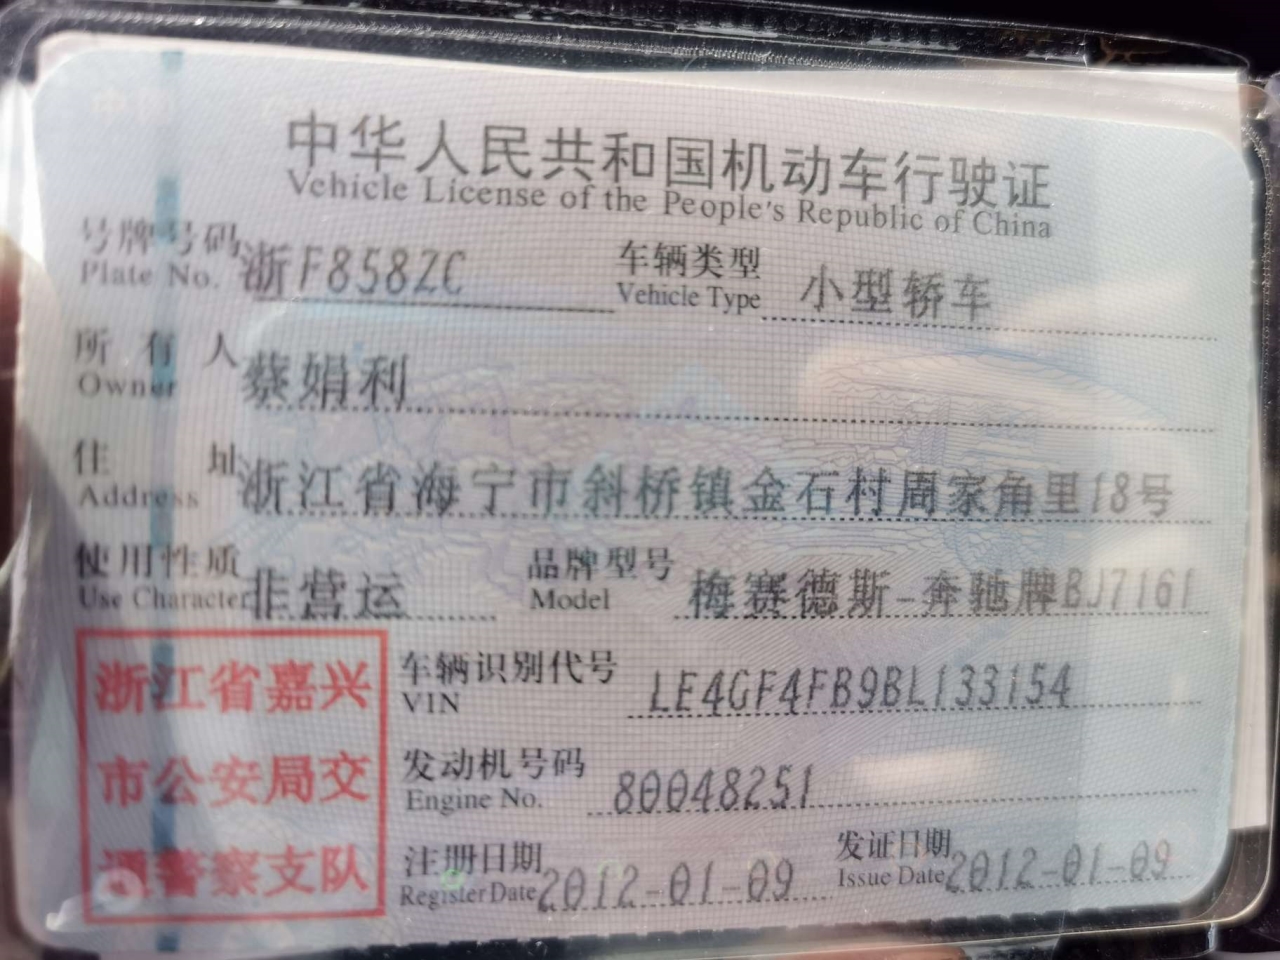 中华人民共和国机动车行驶证
Vehicle License of the People's Republic of China
号牌号码 浙F8582C 车辆类型 小型轿车
Plate No. Vehicle Type
所有人 蔡娟利
Owner
住址 浙江省海宁市斜桥镇金石村周家角里18号
Address
使用性质 非营运 品牌型号 梅赛德斯-奔驰牌BJ7161
Use Character Model
浙江省嘉兴
市公安局交
通警察支队
车辆识别代号 LE4GF4FB9BL133154
VIN
发动机号码 80048251
Engine No.
注册日期 2012-01-09 发证日期 2012-01-09
Register Date Issue Date